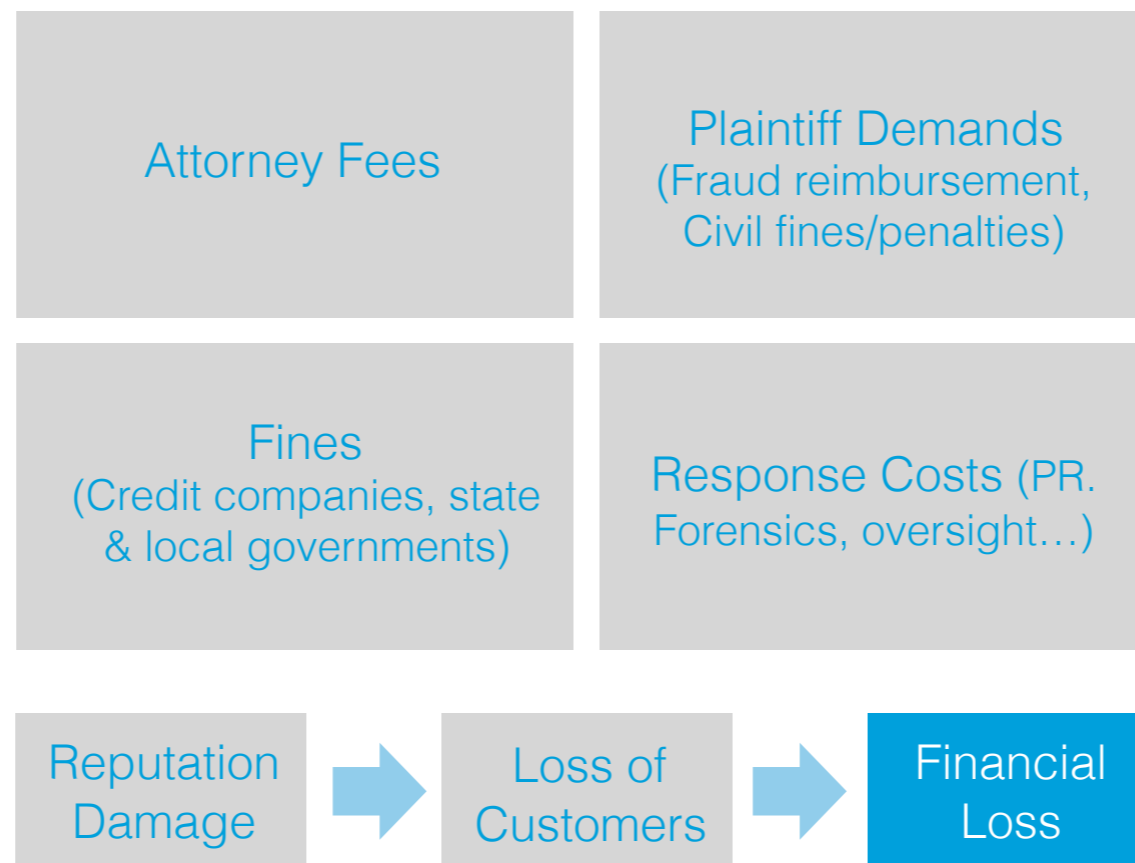 Attorney Fees
Plaintiff Demands
(Fraud reimbursement,
Civil fines/penalties)
Fines
(Credit companies, state
& local governments)
Response Costs (PR.
Forensics, oversight…)
Reputation
Damage
Loss of
Customers
Financial
Loss